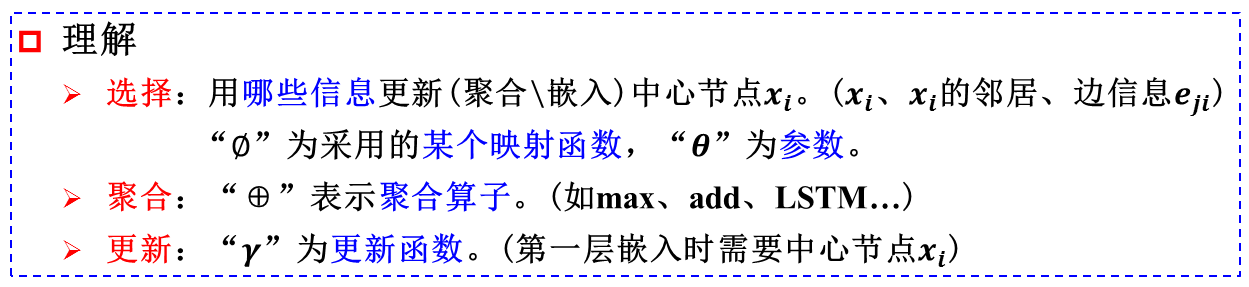 理解
选择：用哪些信息更新(聚合\嵌入)中心节点xᵢ。(xᵢ、xᵢ的邻居、边信息eⱼᵢ)
“∅”为采用的某个映射函数，“θ”为参数。
聚合：“⊕”表示聚合算子。(如max、add、LSTM…)
更新：“γ”为更新函数。(第一层嵌入时需要中心节点xᵢ)